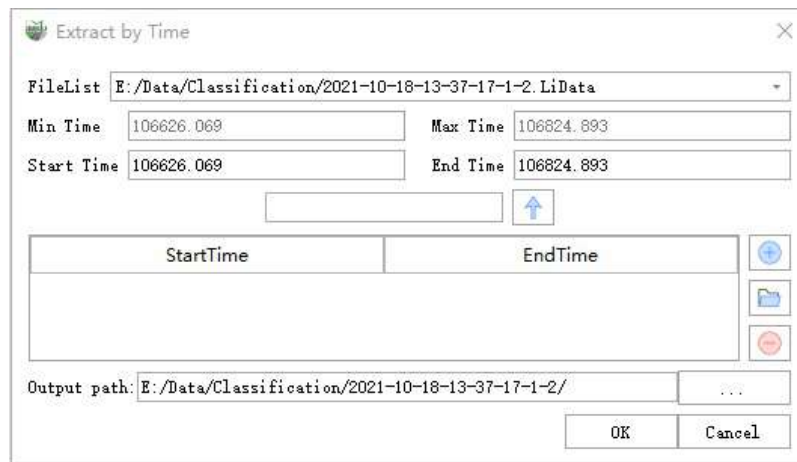 Extract by Time
FileList E:/Data/Classification/2021-10-18-13-37-17-1-2.LiData
Min Time 106626.069 Max Time 106824.893
Start Time 106626.069 End Time 106824.893
StartTime EndTime
Output path: E:/Data/Classification/2021-10-18-13-37-17-1-2/ ...
OK Cancel